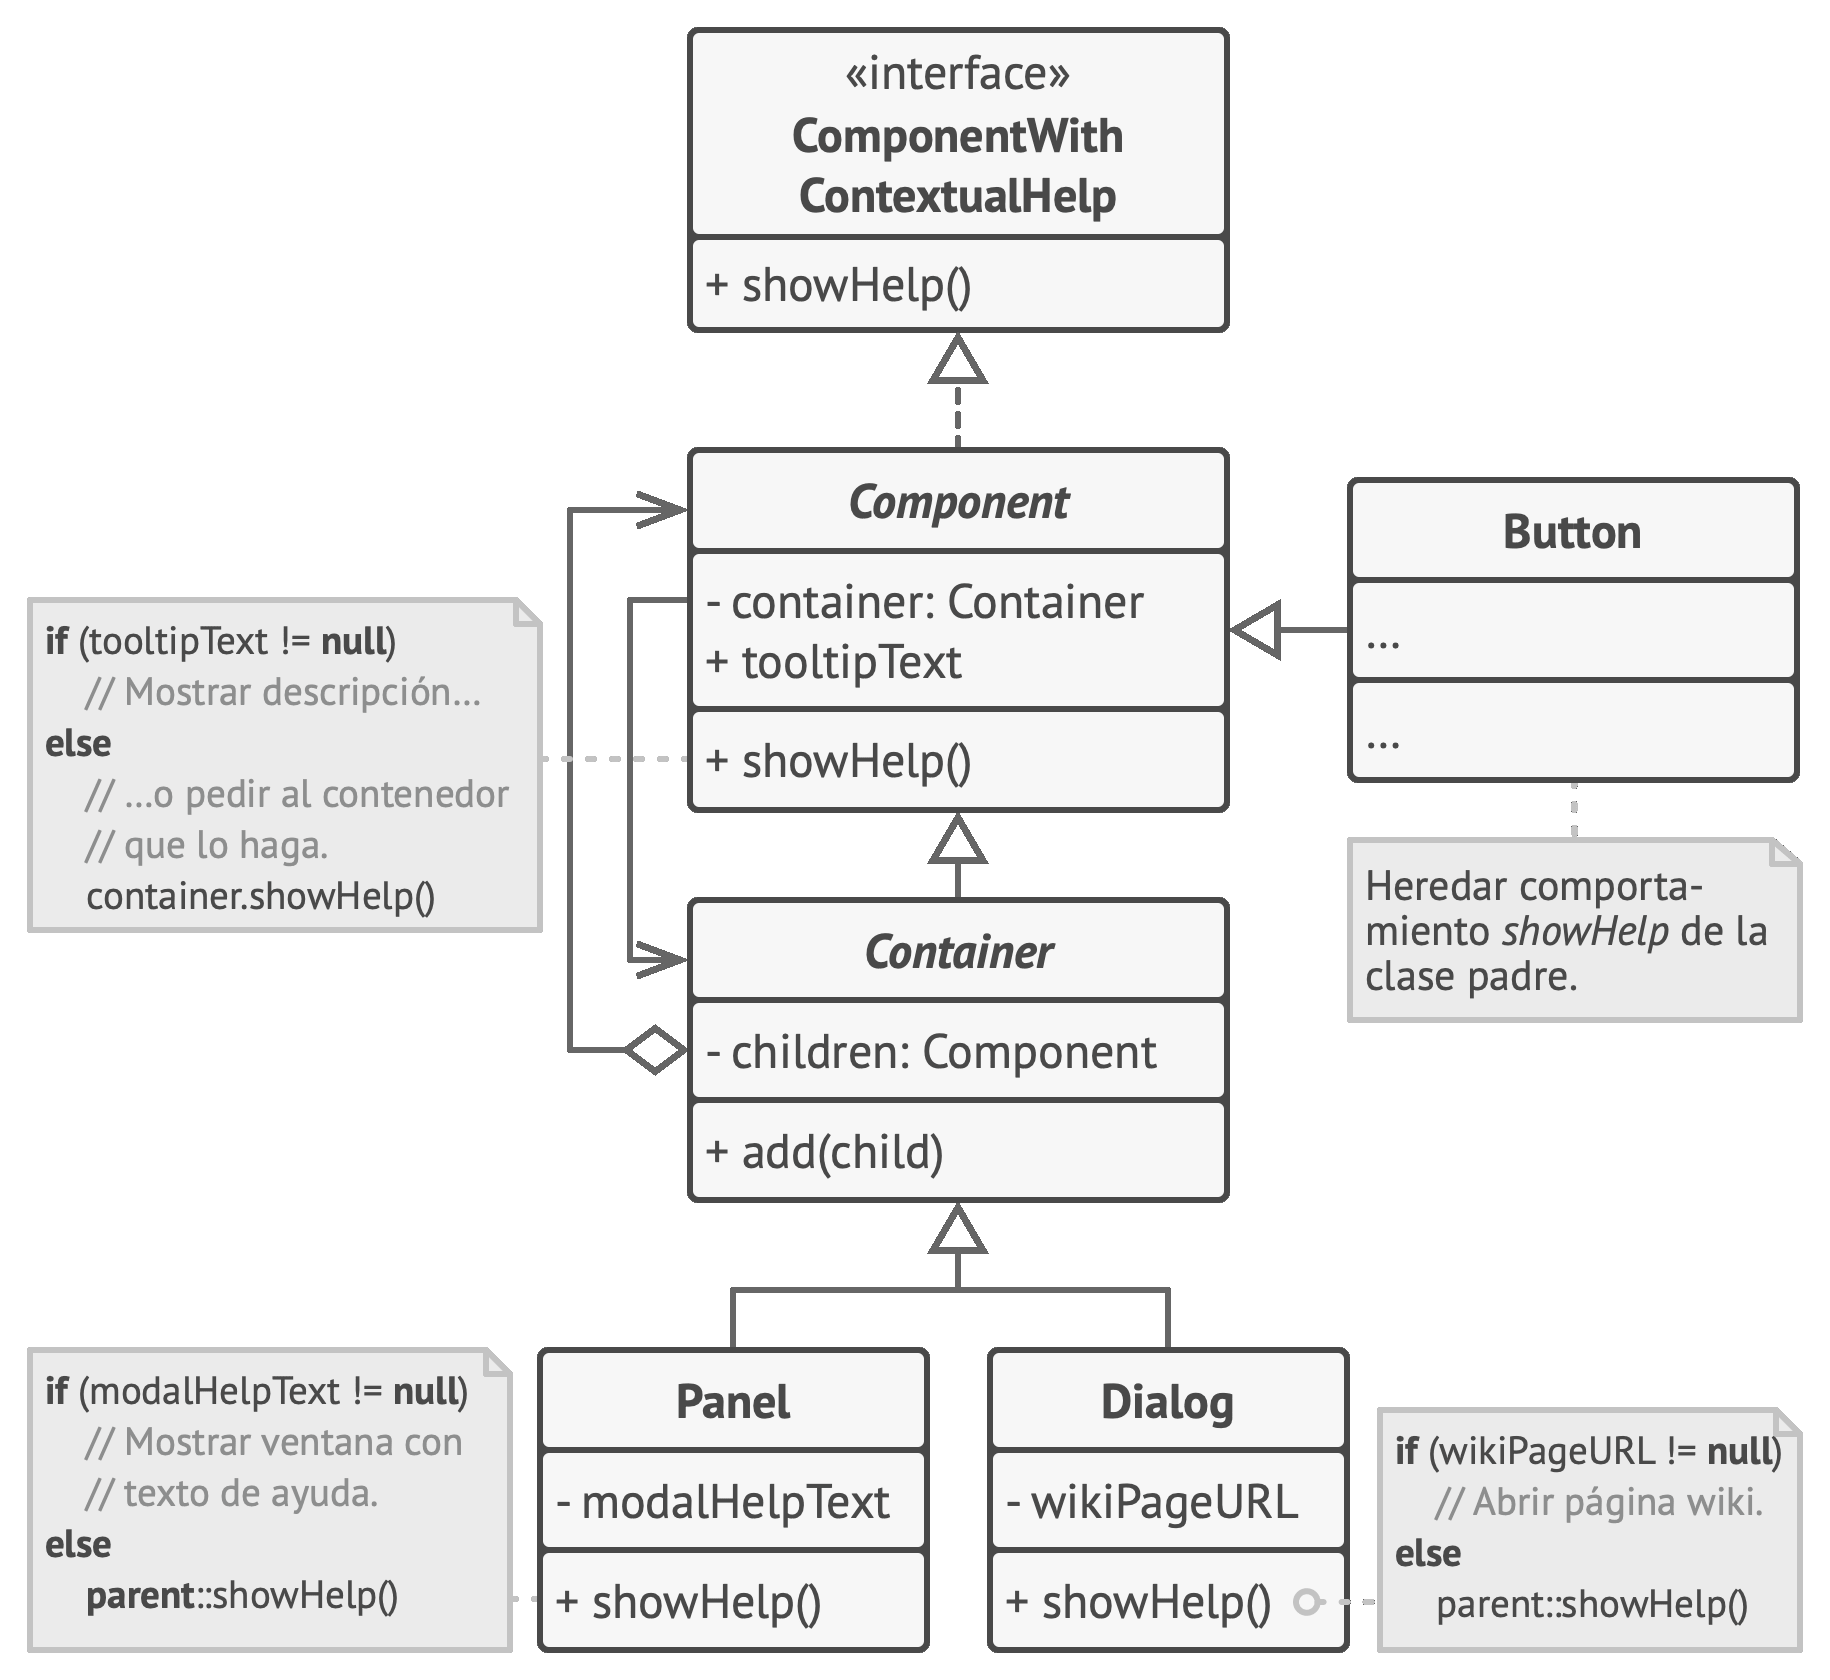 «interface»
ComponentWith
ContextualHelp
+ showHelp()
Component
- container: Container
+ tooltipText
+ showHelp()
Button
...
...
if (tooltipText != null)
// Mostrar descripción...
else
// ...o pedir al contenedor
// que lo haga.
container.showHelp()
Heredar comporta-
miento showHelp de la
clase padre.
Container
- children: Component
+ add(child)
Panel
- modalHelpText
+ showHelp()
if (modalHelpText != null)
// Mostrar ventana con
// texto de ayuda.
else
parent::showHelp()
Dialog
- wikiPageURL
+ showHelp()
if (wikiPageURL != null)
// Abrir página wiki.
else
parent::showHelp()